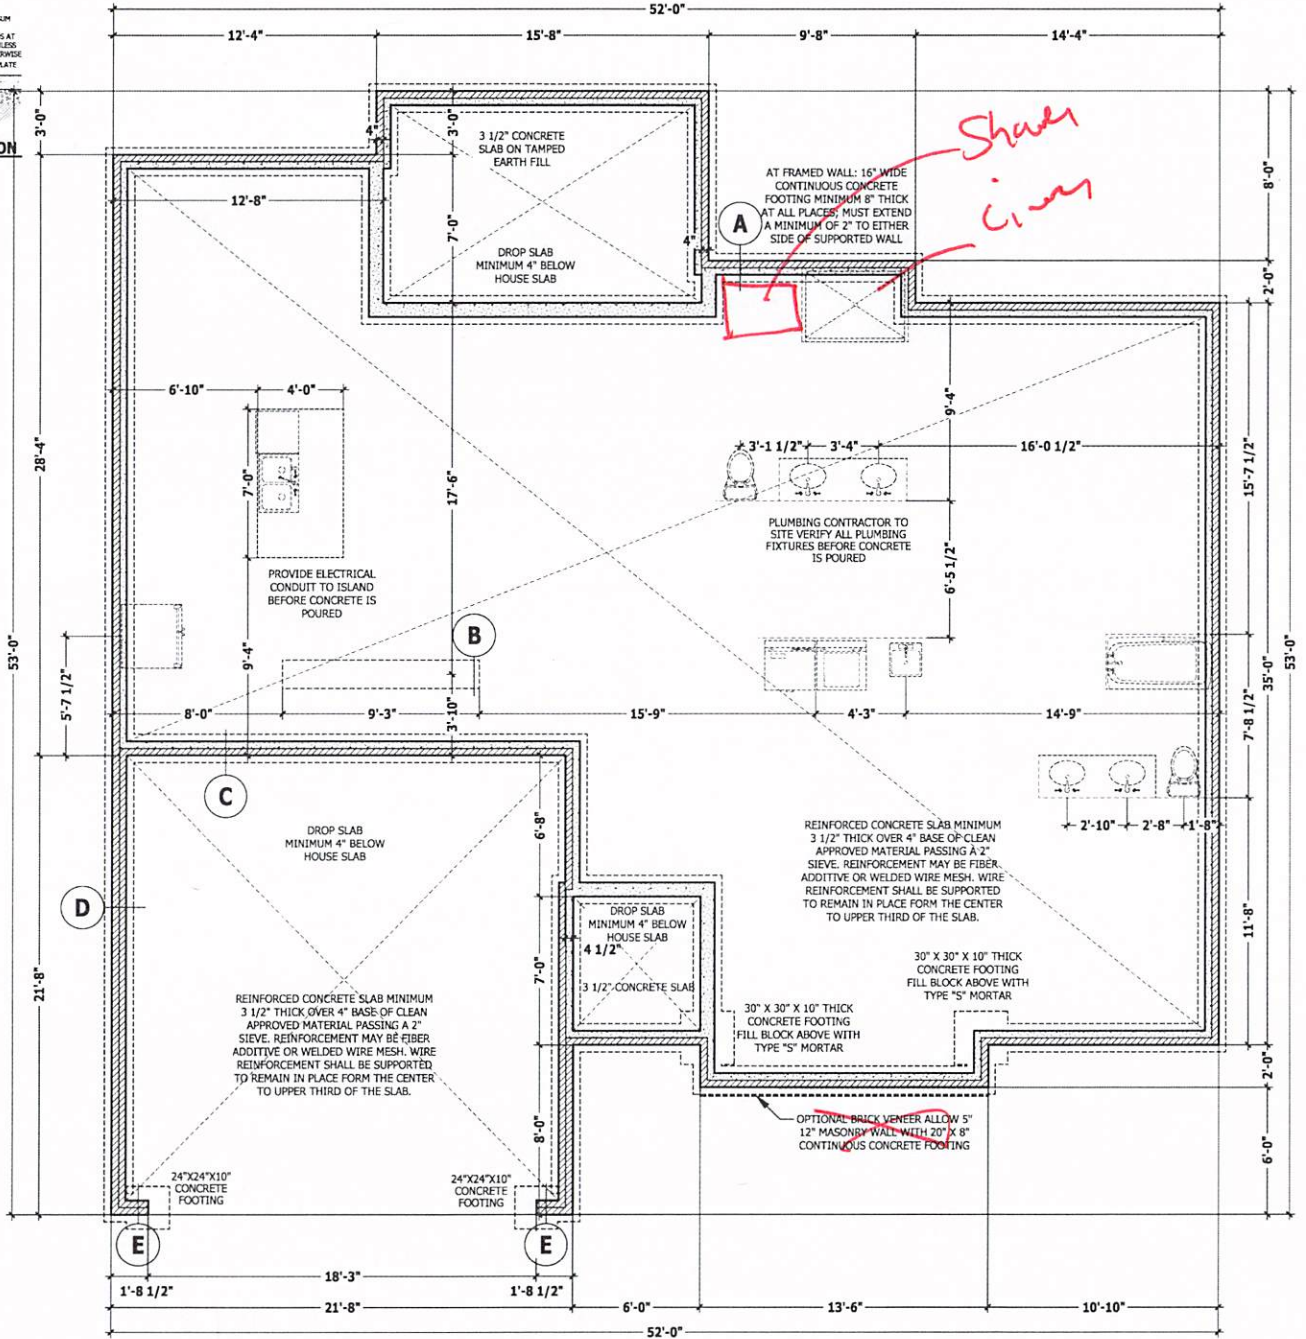 52'-0"
12'-4"
15'-8"
9'-8"
14'-4"
S AT
LESS
RWISE
LATE
ON
3'-0"
4"
3'-0"
3 1/2" CONCRETE
SLAB ON TAMPED
EARTH FILL
Shower
AT FRAMED WALL: 16" WIDE
CONTINUOUS CONCRETE
FOOTING MINIMUM 8" THICK
AT ALL PLACES; MUST EXTEND
A MINIMUM OF 2" TO EITHER
SIDE OF SUPPORTED WALL
8'-0"
12'-8"
7'-0"
A
4"
DROP SLAB
MINIMUM 4" BELOW
HOUSE SLAB
2'-0"
6'-10"
4'-0"
9'-4"
28'-4"
7'-0"
17'-6"
3'-1 1/2"
3'-4"
16'-0 1/2"
15'-7 1/2"
PLUMBING CONTRACTOR TO
SITE VERIFY ALL PLUMBING
FIXTURES BEFORE CONCRETE
IS POURED
6'-5 1/2"
PROVIDE ELECTRICAL
CONDUIT TO ISLAND
BEFORE CONCRETE IS
POURED
B
53'-0"
9'-4"
35'-0"
53'-0"
5'-7 1/2"
8'-0"
9'-3"
3'-10"
15'-9"
4'-3"
14'-9"
7'-8 1/2"
C
DROP SLAB
MINIMUM 4" BELOW
HOUSE SLAB
6'-8"
2'-10"
2'-8"
1'-8"
REINFORCED CONCRETE SLAB MINIMUM
3 1/2" THICK OVER 4" BASE OF CLEAN
APPROVED MATERIAL PASSING A 2"
SIEVE. REINFORCEMENT MAY BE FIBER
ADDITIVE OR WELDED WIRE MESH. WIRE
REINFORCEMENT SHALL BE SUPPORTED
TO REMAIN IN PLACE FORM THE CENTER
TO UPPER THIRD OF THE SLAB.
D
DROP SLAB
MINIMUM 4" BELOW
HOUSE SLAB
4 1/2"
3 1/2" CONCRETE SLAB
7'-0"
11'-8"
21'-8"
30" X 30" X 10" THICK
CONCRETE FOOTING
FILL BLOCK ABOVE WITH
TYPE "S" MORTAR
30" X 30" X 10" THICK
CONCRETE FOOTING
FILL BLOCK ABOVE WITH
TYPE "S" MORTAR
REINFORCED CONCRETE SLAB MINIMUM
3 1/2" THICK OVER 4" BASE OF CLEAN
APPROVED MATERIAL PASSING A 2"
SIEVE. REINFORCEMENT MAY BE FIBER
ADDITIVE OR WELDED WIRE MESH. WIRE
REINFORCEMENT SHALL BE SUPPORTED
TO REMAIN IN PLACE FORM THE CENTER
TO UPPER THIRD OF THE SLAB.
2'-0"
OPTIONAL BRICK VENEER ALLOW 5"
12" MASONRY WALL WITH 20" X 8"
CONTINUOUS CONCRETE FOOTING
8'-0"
6'-0"
24"X24"X10"
CONCRETE
FOOTING
24"X24"X10"
CONCRETE
FOOTING
E
E
18'-3"
1'-8 1/2"
1'-8 1/2"
21'-8"
6'-0"
13'-6"
10'-10"
52'-0"